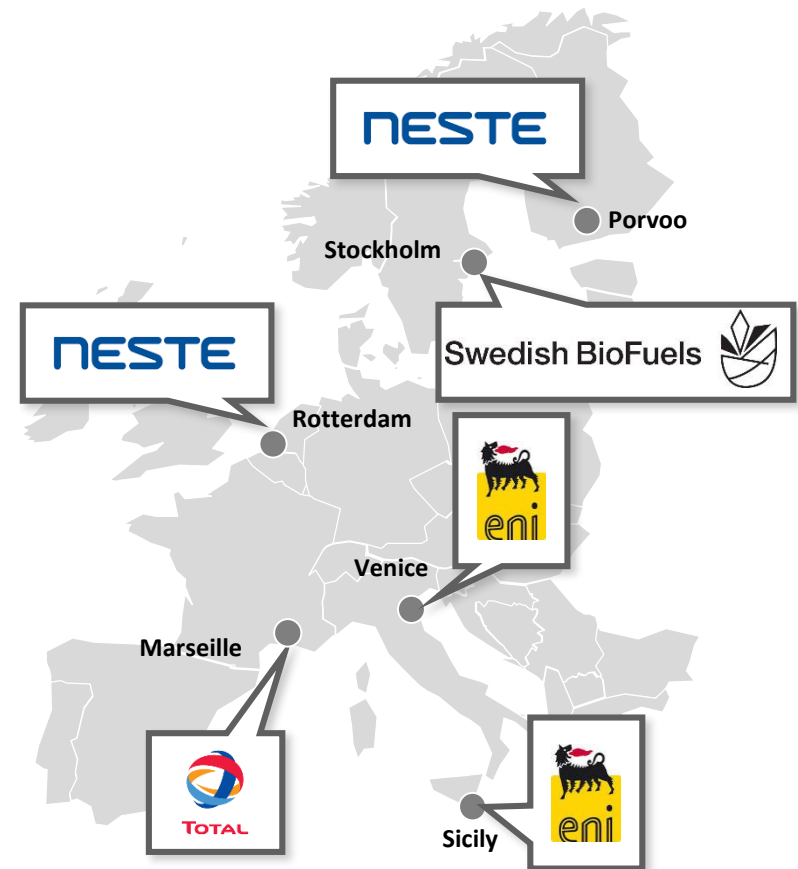 NESTE
Porvoo
Stockholm
Swedish BioFuels
NESTE
Rotterdam
eni
Venice
Marseille
TOTAL
eni
Sicily